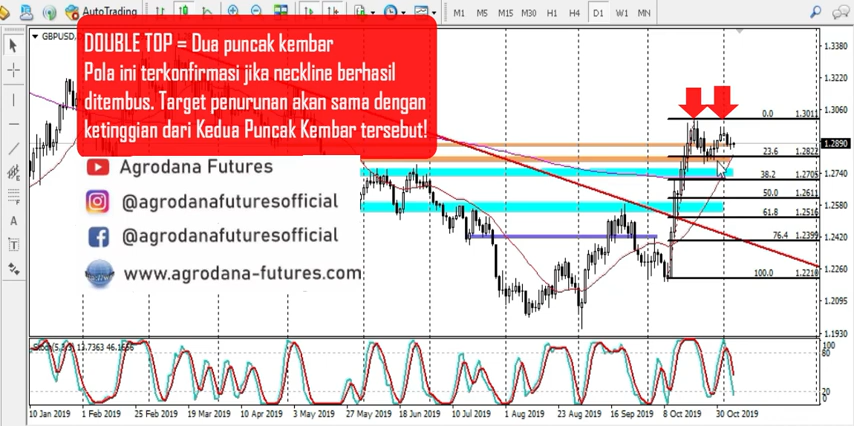 AutoTrading
M1 M5 M15 M30 H1 H4 D1 W1 MN
GBPUSD,
DOUBLE TOP = Dua puncak kembar
Pola ini terkonfirmasi jika neckline berhasil
ditembus. Target penurunan akan sama dengan
ketinggian dari Kedua Puncak Kembar tersebut!
Agrodana Futures
@agrodanafuturesofficial
@agrodanafuturesofficial
www.agrodana-futures.com
0.0 1.3011
23.6 1.2822
38.2 1.2705
50.0 1.2611
61.8 1.2516
76.4 1.2399
100.0 1.2218
1.3380
1.3220
1.3060
1.2890
1.2740
1.2580
1.2420
1.2260
1.2095
1.1930
100
80
20
0
10 Jan 2019 1 Feb 2019 25 Feb 2019 19 Mar 2019 10 Apr 2019 3 May 2019 27 May 2019 18 Jun 2019 10 Jul 2019 1 Aug 2019 23 Aug 2019 16 Sep 2019 8 Oct 2019 30 Oct 2019